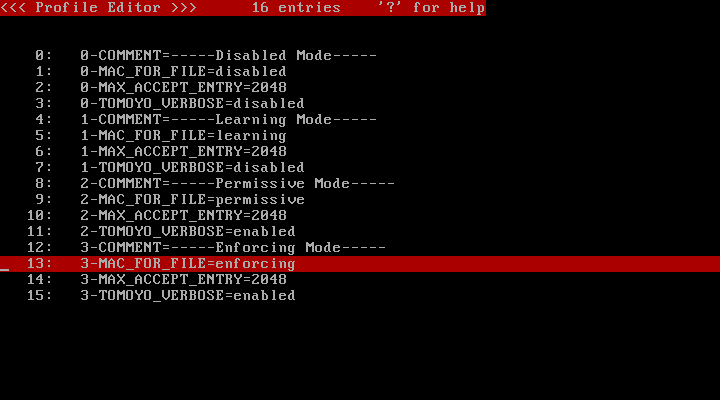 <<< Profile Editor >>>      16 entries    '?' for help
0:   0-COMMENT=-----Disabled Mode-----
1:   0-MAC_FOR_FILE=disabled
2:   0-MAX_ACCEPT_ENTRY=2048
3:   0-TOMOYO_VERBOSE=disabled
4:   1-COMMENT=-----Learning Mode-----
5:   1-MAC_FOR_FILE=learning
6:   1-MAX_ACCEPT_ENTRY=2048
7:   1-TOMOYO_VERBOSE=disabled
8:   2-COMMENT=-----Permissive Mode-----
9:   2-MAC_FOR_FILE=permissive
10:   2-MAX_ACCEPT_ENTRY=2048
11:   2-TOMOYO_VERBOSE=enabled
12:   3-COMMENT=-----Enforcing Mode-----
13:   3-MAC_FOR_FILE=enforcing
14:   3-MAX_ACCEPT_ENTRY=2048
15:   3-TOMOYO_VERBOSE=enabled